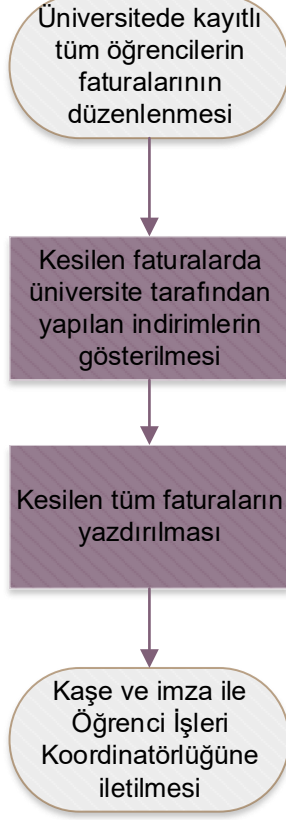 Üniversitede kayıtlı
tüm öğrencilerin
faturalarının
düzenlenmesi
Kesilen faturalarda
üniversite tarafından
yapılan indirimlerin
gösterilmesi
Kesilen tüm faturaların
yazdırılması
Kaşe ve imza ile
Öğrenci İşleri
Koordinatörlüğüne
iletilmesi